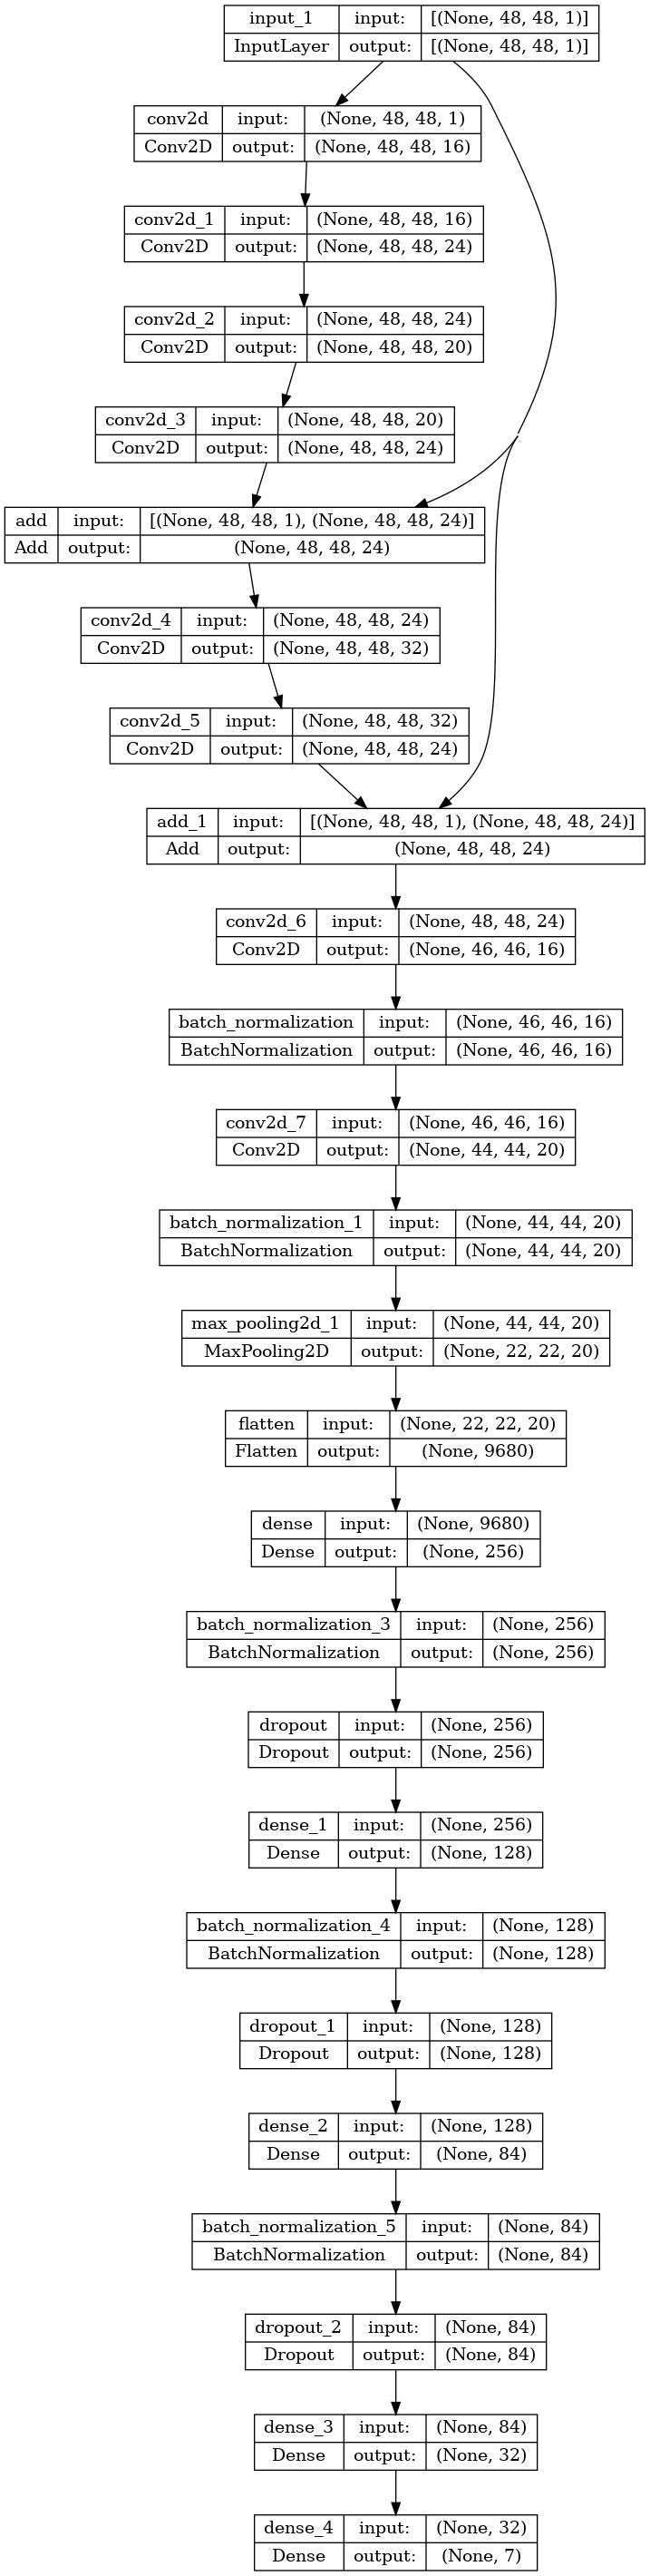 input_1 input: [(None, 48, 48, 1)]
InputLayer output: [(None, 48, 48, 1)]
conv2d input: (None, 48, 48, 1)
Conv2D output: (None, 48, 48, 16)
conv2d_1 input: (None, 48, 48, 16)
Conv2D output: (None, 48, 48, 24)
conv2d_2 input: (None, 48, 48, 24)
Conv2D output: (None, 48, 48, 20)
conv2d_3 input: (None, 48, 48, 20)
Conv2D output: (None, 48, 48, 24)
add input: [(None, 48, 48, 1), (None, 48, 48, 24)]
Add output: (None, 48, 48, 24)
conv2d_4 input: (None, 48, 48, 24)
Conv2D output: (None, 48, 48, 32)
conv2d_5 input: (None, 48, 48, 32)
Conv2D output: (None, 48, 48, 24)
add_1 input: [(None, 48, 48, 1), (None, 48, 48, 24)]
Add output: (None, 48, 48, 24)
conv2d_6 input: (None, 48, 48, 24)
Conv2D output: (None, 46, 46, 16)
batch_normalization input: (None, 46, 46, 16)
BatchNormalization output: (None, 46, 46, 16)
conv2d_7 input: (None, 46, 46, 16)
Conv2D output: (None, 44, 44, 20)
batch_normalization_1 input: (None, 44, 44, 20)
BatchNormalization output: (None, 44, 44, 20)
max_pooling2d_1 input: (None, 44, 44, 20)
MaxPooling2D output: (None, 22, 22, 20)
flatten input: (None, 22, 22, 20)
Flatten output: (None, 9680)
dense input: (None, 9680)
Dense output: (None, 256)
batch_normalization_3 input: (None, 256)
BatchNormalization output: (None, 256)
dropout input: (None, 256)
Dropout output: (None, 256)
dense_1 input: (None, 256)
Dense output: (None, 128)
batch_normalization_4 input: (None, 128)
BatchNormalization output: (None, 128)
dropout_1 input: (None, 128)
Dropout output: (None, 128)
dense_2 input: (None, 128)
Dense output: (None, 84)
batch_normalization_5 input: (None, 84)
BatchNormalization output: (None, 84)
dropout_2 input: (None, 84)
Dropout output: (None, 84)
dense_3 input: (None, 84)
Dense output: (None, 32)
dense_4 input: (None, 32)
Dense output: (None, 7)